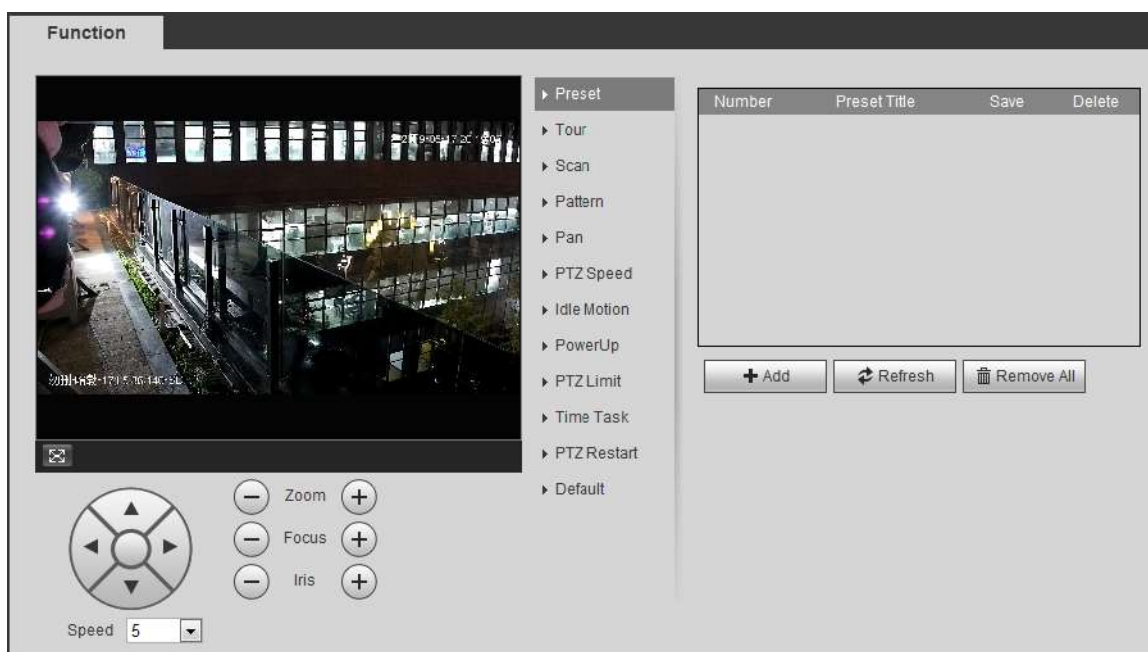 Function
Preset
Tour
Scan
Pattern
Pan
PTZ Speed
Idle Motion
PowerUp
PTZ Limit
Time Task
PTZ Restart
Default
Number Preset Title Save Delete
Add Refresh Remove All
Zoom
Focus
Iris
Speed 5